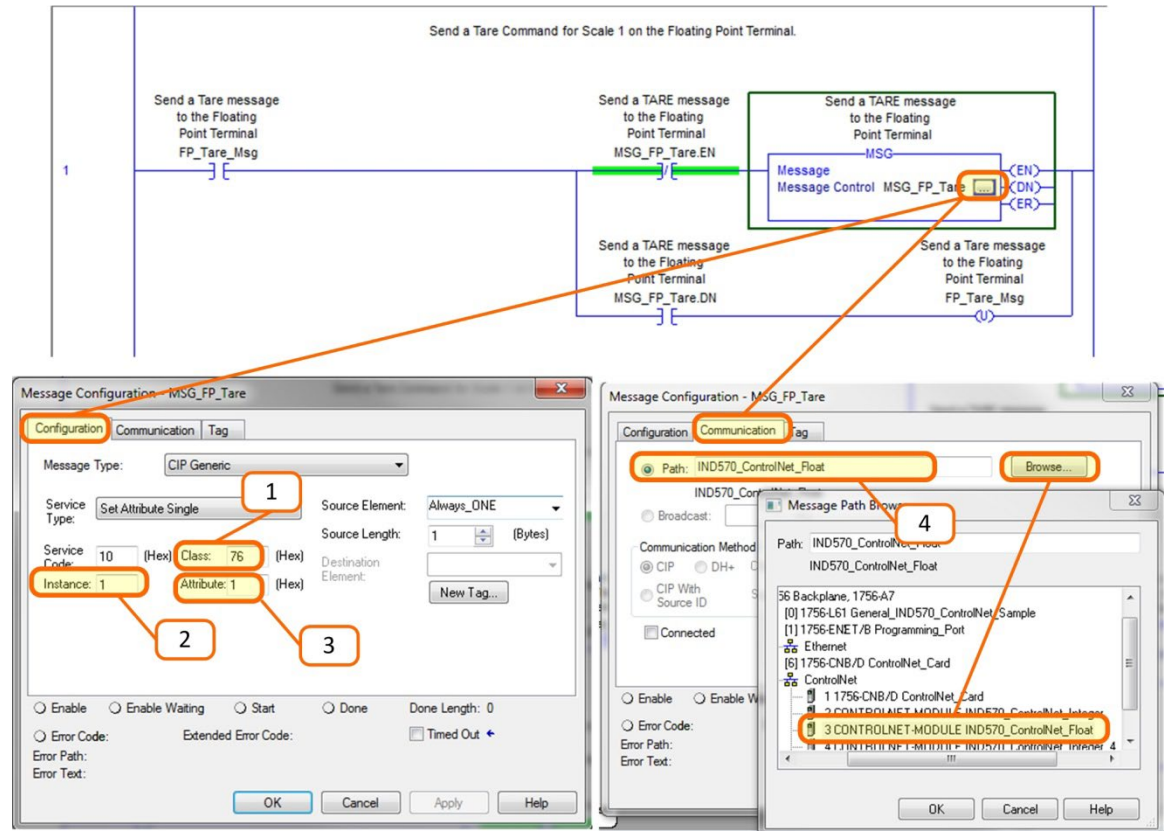 Send a Tare Command for Scale 1 on the Floating Point Terminal.
Send a Tare message
to the Floating
Point Terminal
FP_Tare_Msg
Send a TARE message
to the Floating
Point Terminal
MSG_FP_Tare.EN
Send a TARE message
to the Floating
Point Terminal
MSG
Message
Message Control MSG_FP_Tare ...
(EN)
(DN)
(ER)
1
Send a TARE message
to the Floating
Point Terminal
MSG_FP_Tare.DN
Send a Tare message
to the Floating
Point Terminal
FP_Tare_Msg
(U)
Message Configuration - MSG_FP_Tare
Configuration Communication Tag
Message Type: CIP Generic
1
Service Type: Set Attribute Single
Source Element: Always_ONE
Source Length: 1 (Bytes)
Service Code: 10 (Hex) Class: 76 (Hex)
Destination Element:
Instance: 1 Attribute: 1 (Hex)
New Tag...
2
3
Enable Enable Waiting Start Done Done Length: 0
Error Code: Extended Error Code: Timed Out
Error Path:
Error Text:
OK Cancel Apply Help
Message Configuration - MSG_FP_Tare
Configuration Communication Tag
Path: IND570_ControlNet_Float Browse...
Broadcast:
Communication Method
CIP DH+
CIP With Source ID
Connected
Enable
Error Code:
Error Path:
Error Text:
4
Message Path
Path:
IND570_ControlNet_Float
56 Backplane, 1756-A7
[0] 1756-L61 General_IND570_ControlNet_Sample
[1] 1756-ENET/B Programming_Port
Ethernet
[6] 1756-CNB/D ControlNet_Card
ControlNet
1 1756-CNB/D ControlNet_Card
2 CONTROLNET-MODULE IND570_ControlNet_Integer
3 CONTROLNET-MODULE IND570_ControlNet_Float
4 CONTROLNET-MODULE IND570_ControlNet_Integer_4
OK Cancel Help